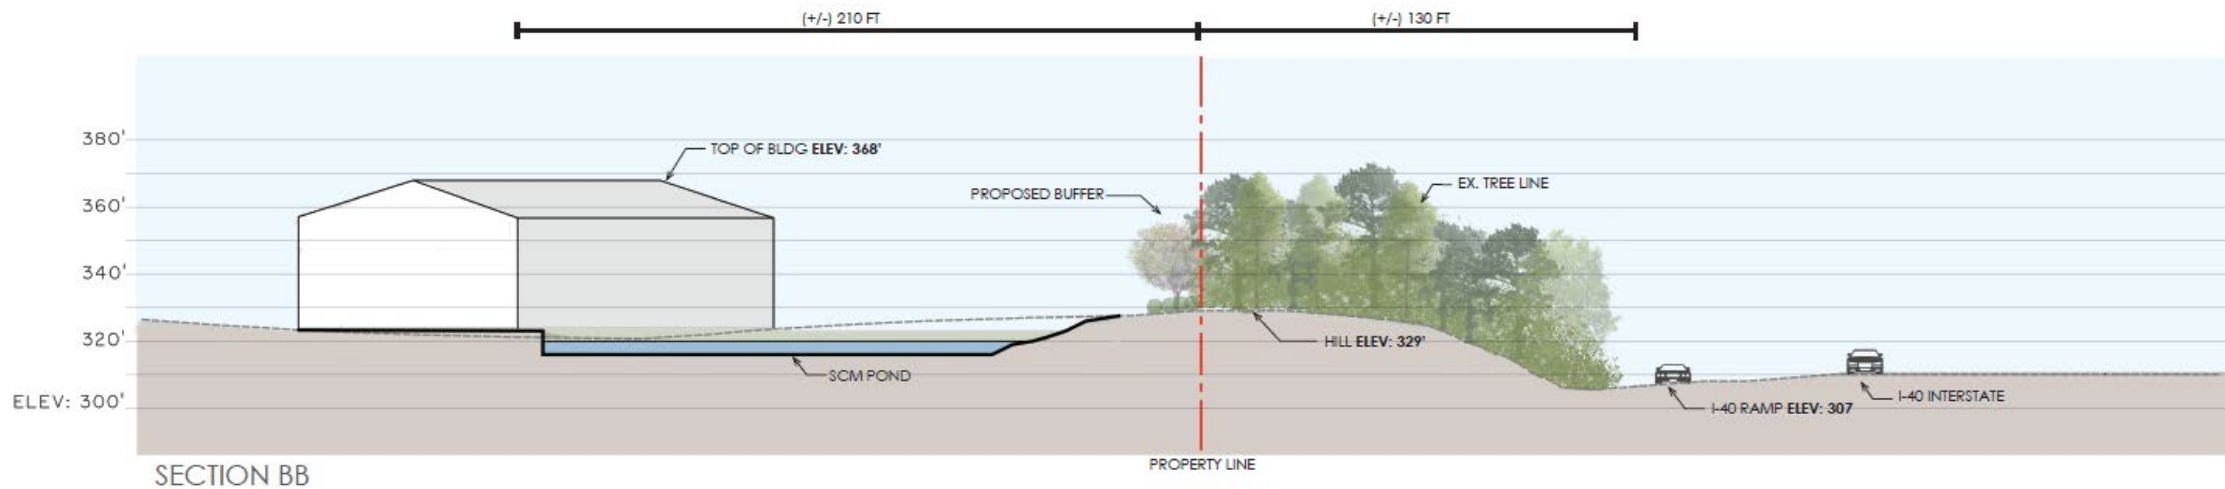 (+/-) 210 FT
(+/-) 130 FT
380'
TOP OF BLDG ELEV: 368'
PROPOSED BUFFER
EX. TREE LINE
360'
340'
320'
HILL ELEV: 329'
SCM POND
ELEV: 300'
I-40 RAMP ELEV: 307
I-40 INTERSTATE
PROPERTY LINE
SECTION BB